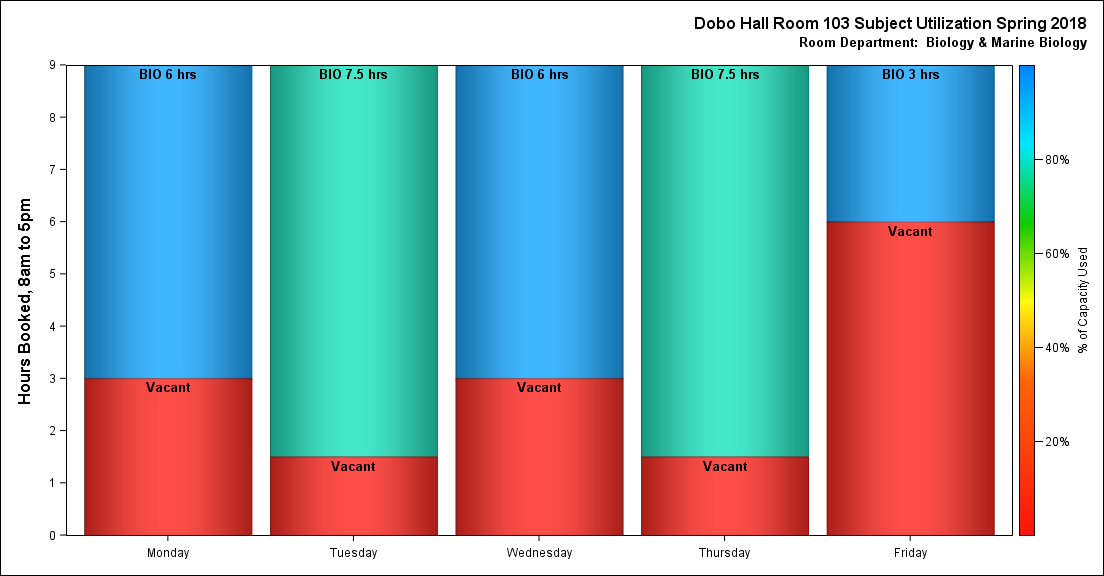 Dobo Hall Room 103 Subject Utilization Spring 2018
Room Department: Biology & Marine Biology
Hours Booked, 8am to 5pm
9
8
7
6
5
4
3
2
1
0
BIO 6 hrs
Vacant
BIO 7.5 hrs
Vacant
BIO 6 hrs
Vacant
BIO 7.5 hrs
Vacant
BIO 3 hrs
Vacant
Monday
Tuesday
Wednesday
Thursday
Friday
80%
60%
40%
20%
% of Capacity Used